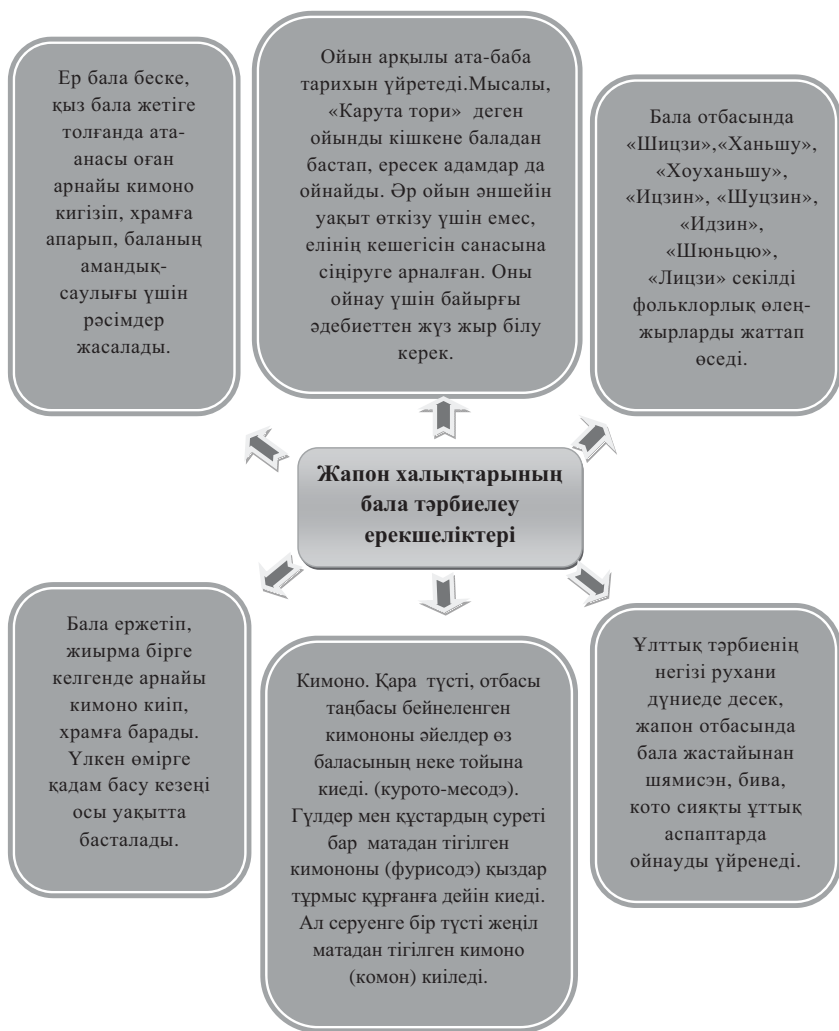 Ер бала беске,
қыз бала жетіге
толғанда ата-
анасы оған
арнайы кимоно
кигізіп, храмға
апарып, баланың
амандық-
саулығы үшін
рәсімдер
жасалады.
Ойын арқылы ата-баба
тарихын үйретеді.Мысалы,
«Карута тори» деген
ойынды кішкене баладан
бастап, ересек адамдар да
ойнайды. Әр ойын әншейін
уақыт өткізу үшін емес,
елінің кешегісін санасына
сіңіруге арналған. Оны
ойнау үшін байырғы
әдебиеттен жүз жыр білу
керек.
Бала отбасында
«Шицзи»,«Ханьшу»,
«Хоуханьшу»,
«Ицзин», «Шуцзин»,
«Идзин»,
«Шюньцю»,
«Лицзи» секілді
фольклорлық өлең-
жырларды жаттап
өседі.
Жапон халықтарының
бала тәрбиелеу
ерекшеліктері
Бала ержетіп,
жиырма бірге
келгенде арнайы
кимоно киіп,
храмға барады.
Үлкен өмірге
қадам басу кезеңі
осы уақытта
басталады.
Кимоно. Қара түсті, отбасы
таңбасы бейнеленген
кимононы әйелдер өз
баласының неке тойына
киеді. (курото-месодэ).
Гүлдер мен құстардың суреті
бар матадан тігілген
кимононы (фурисодэ) қыздар
тұрмыс құрғанға дейін киеді.
Ал серуенге бір түсті жеңіл
матадан тігілген кимоно
(комон) киіледі.
Ұлттық тәрбиенің
негізі рухани
дүниеде десек,
жапон отбасында
бала жастайынан
шямисэн, бива,
кото сияқты ұттық
аспаптарда
ойнауды үйренеді.